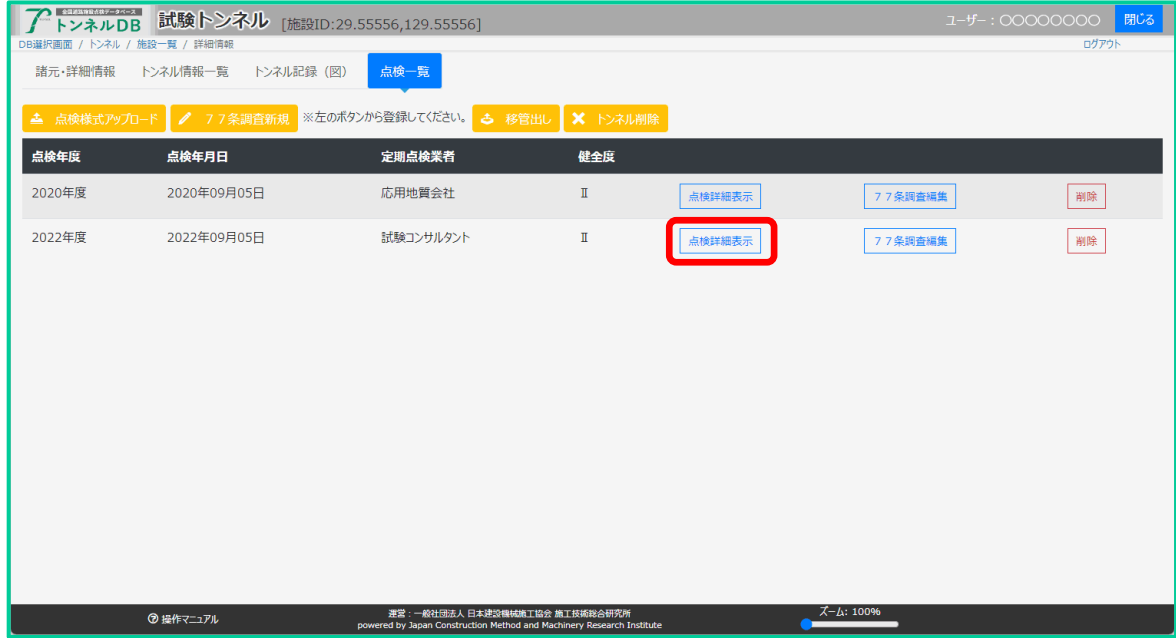 全国道路施設点検データベース
トンネルDB 試験トンネル [施設ID:29.55556,129.55556] ユーザー：〇〇〇〇〇〇〇〇 閉じる
DB選択画面 / トンネル / 施設一覧 / 詳細情報 ログアウト
諸元・詳細情報 トンネル情報一覧 トンネル記録（図） 点検一覧
点検様式アップロード ７７条調査新規 ※左のボタンから登録してください。 移管出し トンネル削除
点検年度 点検年月日 定期点検業者 健全度
2020年度 2020年09月05日 応用地質会社 Ⅱ 点検詳細表示 ７７条調査編集 削除
2022年度 2022年09月05日 試験コンサルタント Ⅱ 点検詳細表示 ７７条調査編集 削除
操作マニュアル 運営：一般社団法人 日本建設機械施工協会 施工技術総合研究所 ズーム: 100%
powered by Japan Construction Method and Machinery Research Institute